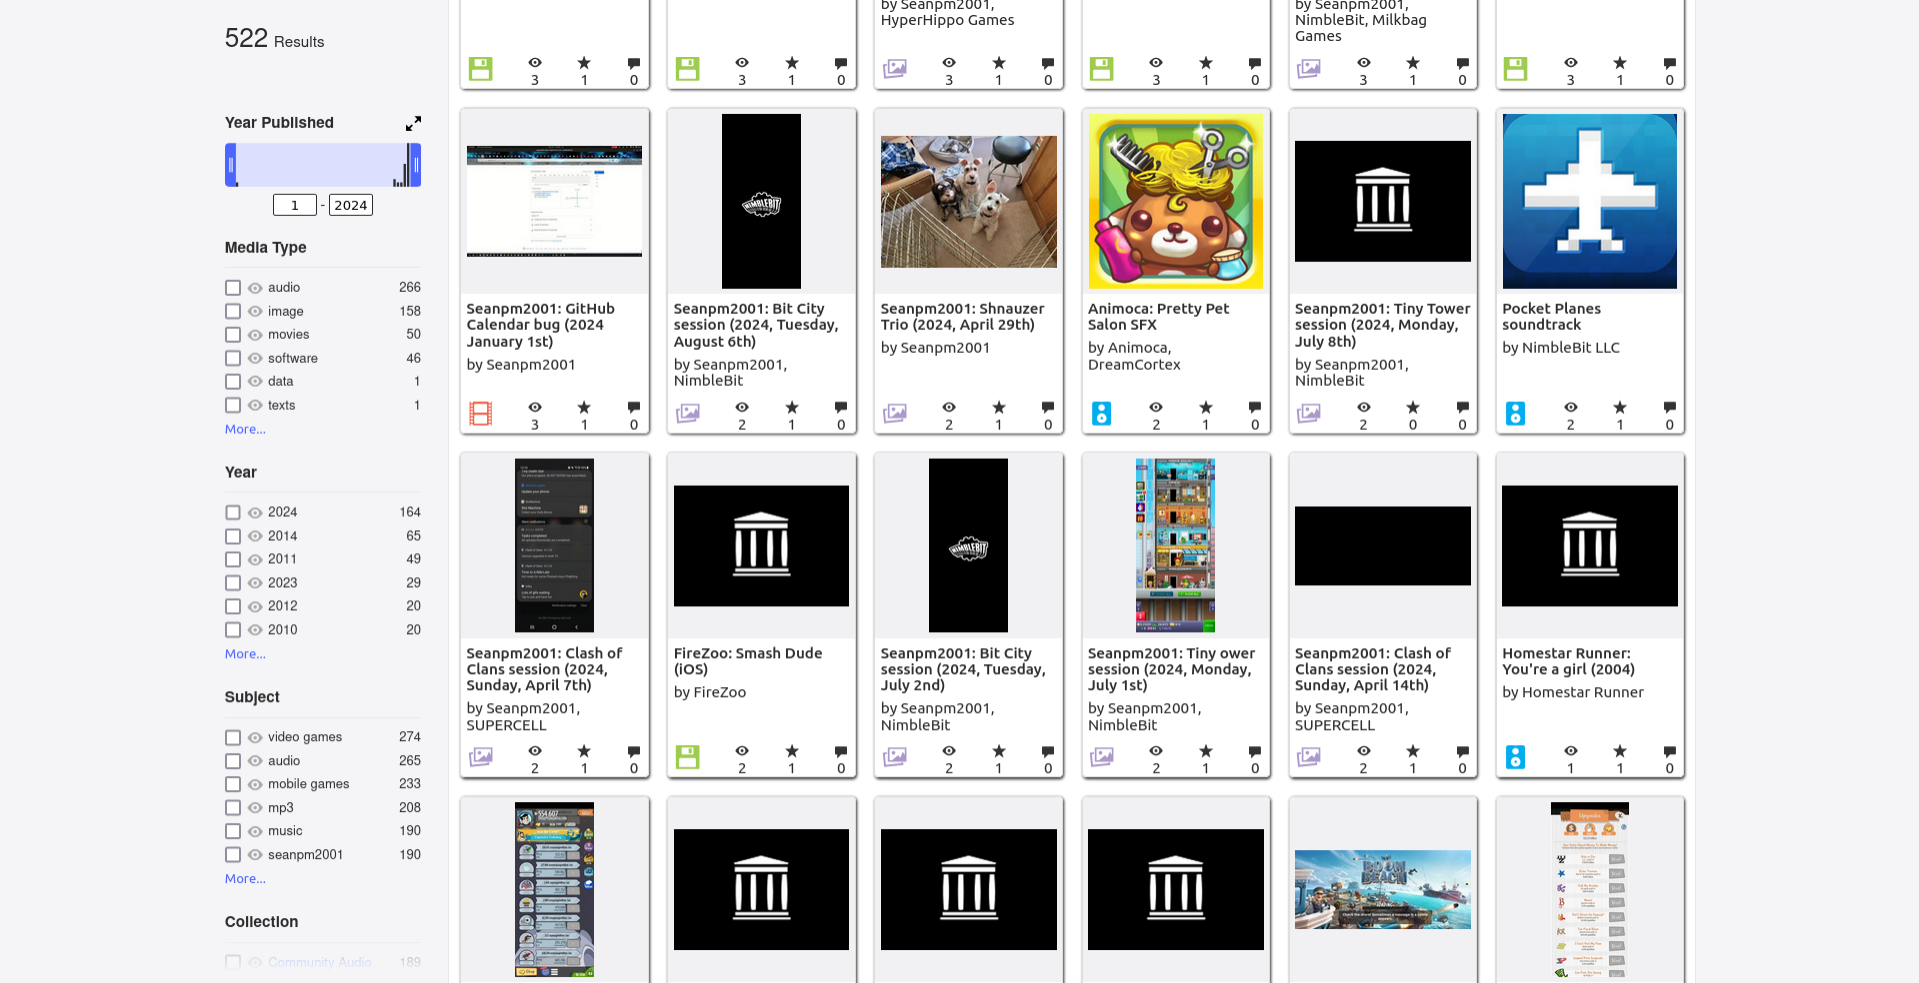 522 Results
Year Published
1 - 2024
Media Type
audio 266
image 158
movies 50
software 46
data 1
texts 1
More...
Year
2024 164
2014 65
2011 49
2023 29
2012 20
2010 20
More...
Subject
video games 274
audio 265
mobile games 233
mp3 208
music 190
seanpm2001 190
More...
Collection
Community Audio 189
by Seanpm2001,
HyperHippo Games
by Seanpm2001,
NimbleBit, Milkbag
Games
3 1 0
3 1 0
3 1 0
3 1 0
3 1 0
3 1 0
Seanpm2001: GitHub
Calendar bug (2024
January 1st)
by Seanpm2001
3 1 0
NIMBLEBIT
Seanpm2001: Bit City
session (2024, Tuesday,
August 6th)
by Seanpm2001,
NimbleBit
2 1 0
Seanpm2001: Shnauzer
Trio (2024, April 29th)
by Seanpm2001
2 1 0
Animoca: Pretty Pet
Salon SFX
by Animoca,
DreamCortex
2 1 0
Seanpm2001: Tiny Tower
session (2024, Monday,
July 8th)
by Seanpm2001,
NimbleBit
2 0 0
Pocket Planes
soundtrack
by NimbleBit LLC
2 1 0
Seanpm2001: Clash of
Clans session (2024,
Sunday, April 7th)
by Seanpm2001,
SUPERCELL
2 1 0
FireZoo: Smash Dude
(iOS)
by FireZoo
2 1 0
NIMBLEBIT
Seanpm2001: Bit City
session (2024, Tuesday,
July 2nd)
by Seanpm2001,
NimbleBit
2 1 0
Seanpm2001: Tiny ower
session (2024, Monday,
July 1st)
by Seanpm2001,
NimbleBit
2 1 0
Seanpm2001: Clash of
Clans session (2024,
Sunday, April 14th)
by Seanpm2001,
SUPERCELL
2 1 0
Homestar Runner:
You're a girl (2004)
by Homestar Runner
1 1 0
554.607
BOOM
BEACH
Upgrades